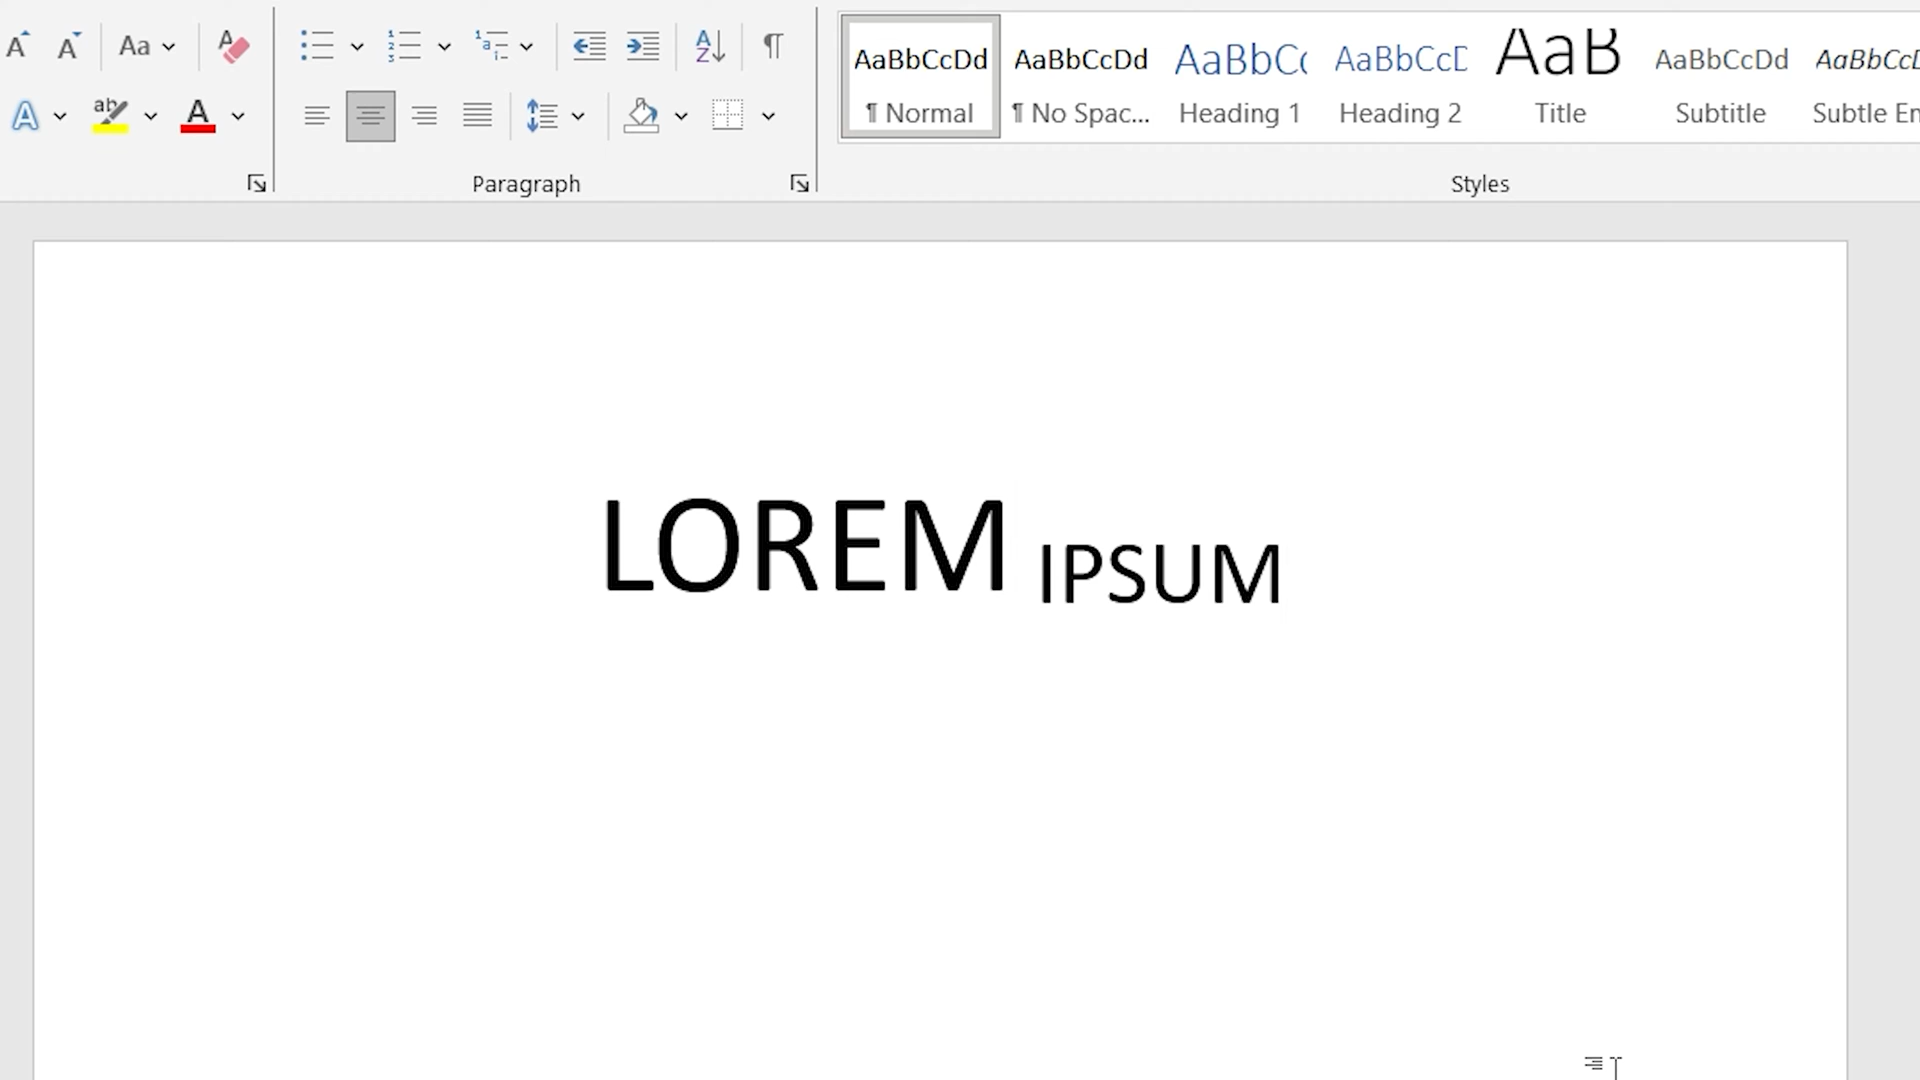 Aa
AaBbCcDd AaBbCcDd AaBbC AaBbCcD AaB AaBbCcDd AaBbCcD
¶ Normal ¶ No Spac... Heading 1 Heading 2 Title Subtitle Subtle Em
Paragraph Styles
LOREM IPSUM